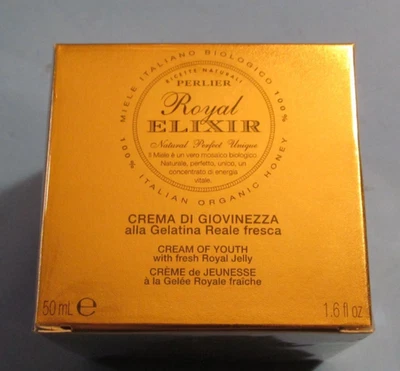 MIELE ITALIANO BIOLOGICO 100%
RICETTE NATURALI
PERLIER
Royal
ELIXIR
Natural Perfect Unique
Il Miele è un vero mosaico biologico.
Naturale, perfetto, unico, un
concentrato di energia
vitale.
100% ITALIAN ORGANIC HONEY
CREMA DI GIOVINEZZA
alla Gelatina Reale fresca
CREAM OF YOUTH
with fresh Royal Jelly
CRÈME de JEUNESSE
à la Gelée Royale fraiche
50 mL e
1.6 fl oz